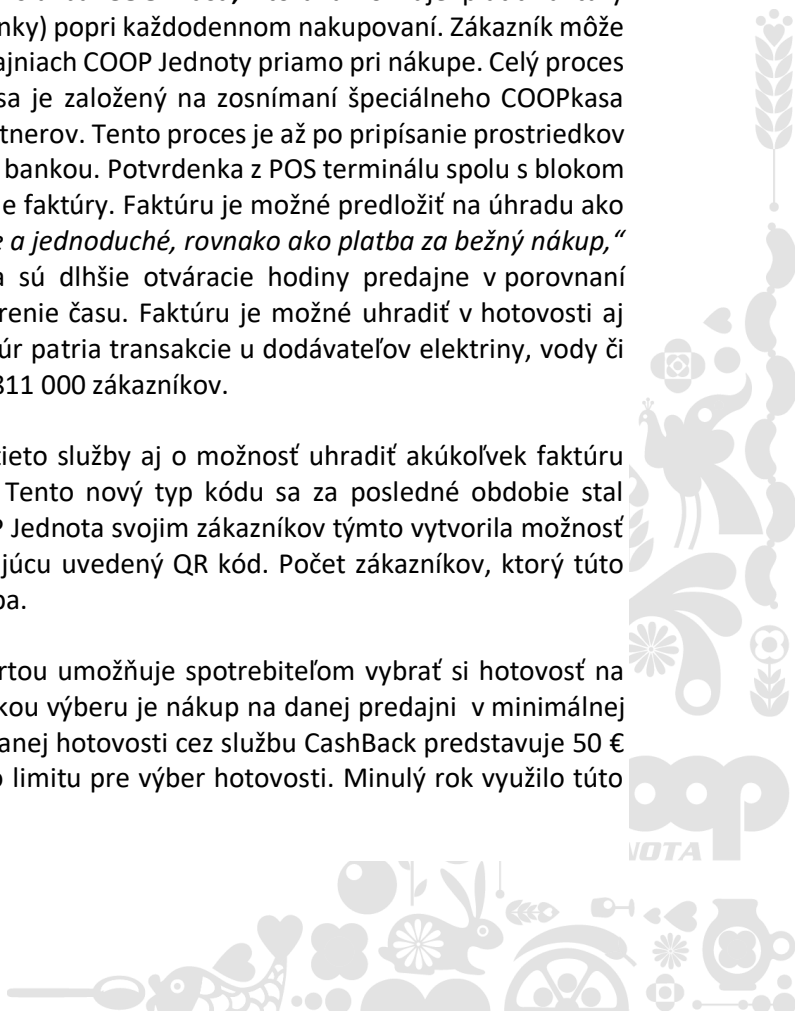 nky) popri každodennom nakupovaní. Zákazník môže
ajniach COOP Jednoty priamo pri nákupe. Celý proces
sa je založený na zosnímaní špeciálneho COOPkasa
tnerov. Tento proces je až po pripísanie prostriedkov
bankou. Potvrdenka z POS terminálu spolu s blokom
e faktúry. Faktúru je možné predložiť na úhradu ako
e a jednoduché, rovnako ako platba za bežný nákup,“
a sú dlhšie otváracie hodiny predajne v porovnaní
renie času. Faktúru je možné uhradiť v hotovosti aj
úr patria transakcie u dodávateľov elektriny, vody či
311 000 zákazníkov.
ieto služby aj o možnosť uhradiť akúkoľvek faktúru
Tento nový typ kódu sa za posledné obdobie stal
P Jednota svojim zákazníkov týmto vytvorila možnosť
júcu uvedený QR kód. Počet zákazníkov, ktorý túto
ba.
rtou umožňuje spotrebiteľom vybrať si hotovosť na
kou výberu je nákup na danej predajni v minimálnej
anej hotovosti cez službu CashBack predstavuje 50 €
o limitu pre výber hotovosti. Minulý rok využilo túto
oop
NOTA